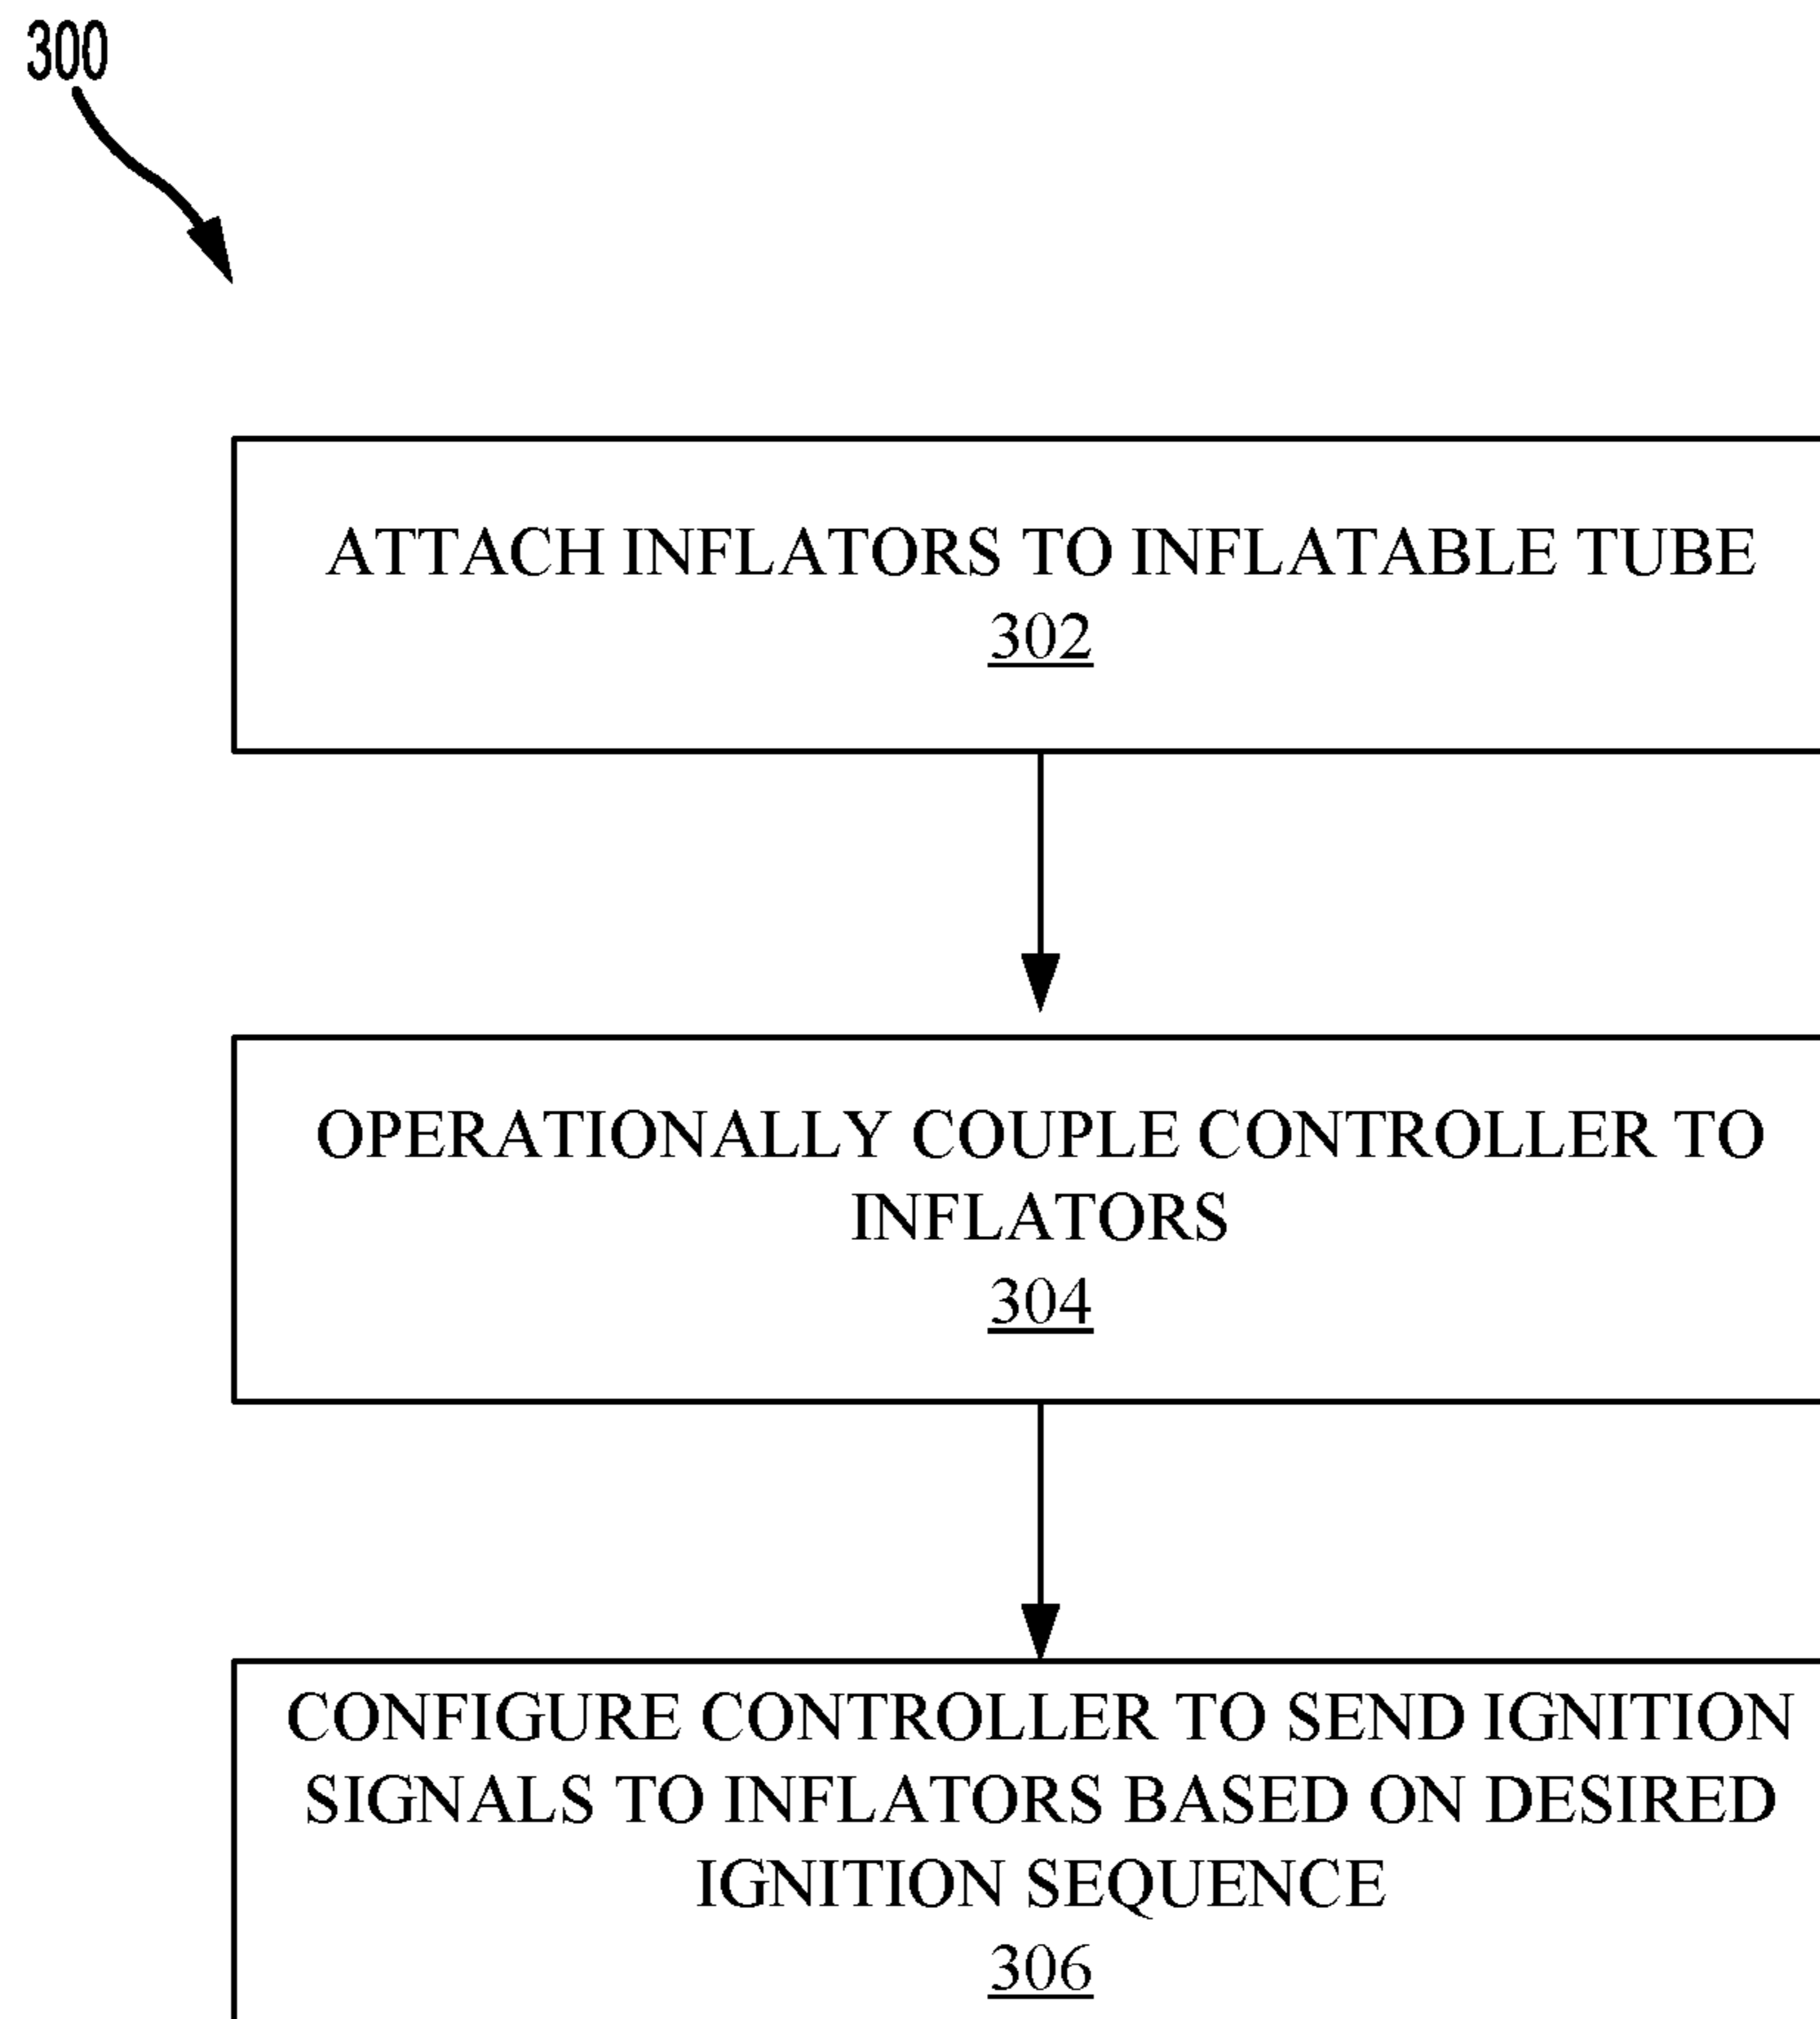 300
ATTACH INFLATORS TO INFLATABLE TUBE
302
OPERATIONALLY COUPLE CONTROLLER TO
INFLATORS
304
CONFIGURE CONTROLLER TO SEND IGNITION
SIGNALS TO INFLATORS BASED ON DESIRED
IGNITION SEQUENCE
306